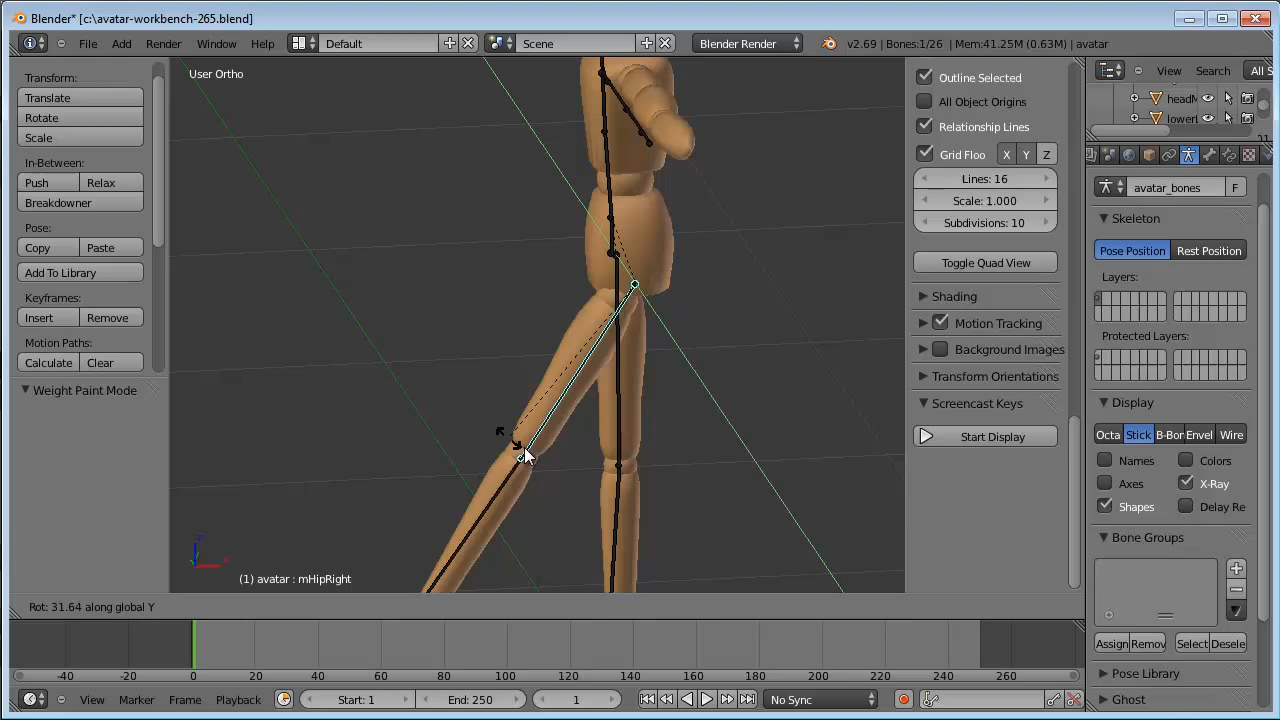 Blender* [c:\avatar-workbench-265.blend]
File Add Render Window Help Default Scene Blender Render v2.69 | Bones:1/26 | Mem:41.25M (0.63M) | avatar
Transform:
Translate
Rotate
Scale
In-Between:
Push Relax
Breakdowner
Pose:
Copy Paste
Add To Library
Keyframes:
Insert Remove
Motion Paths:
Calculate Clear
Weight Paint Mode
User Ortho
(1) avatar : mHipRight
Rot: 31.64 along global Y
Outline Selected
All Object Origins
Relationship Lines
Grid Floo X Y Z
Lines: 16
Scale: 1.000
Subdivisions: 10
Toggle Quad View
Shading
Motion Tracking
Background Images
Transform Orientations
Screencast Keys
Start Display
View Search All S
headM
lowert
avatar_bones F
Skeleton
Pose Position Rest Position
Layers:
Protected Layers:
Display
Octa Stick B-Bor Envel Wire
Names Colors
Axes X-Ray
Shapes Delay Re
Bone Groups
Assign Remov Select Desele
Pose Library
Ghost
-40 -20 0 20 40 60 80 100 120 140 160 180 200 220 240 260
View Marker Frame Playback Start: 1 End: 250 1 No Sync